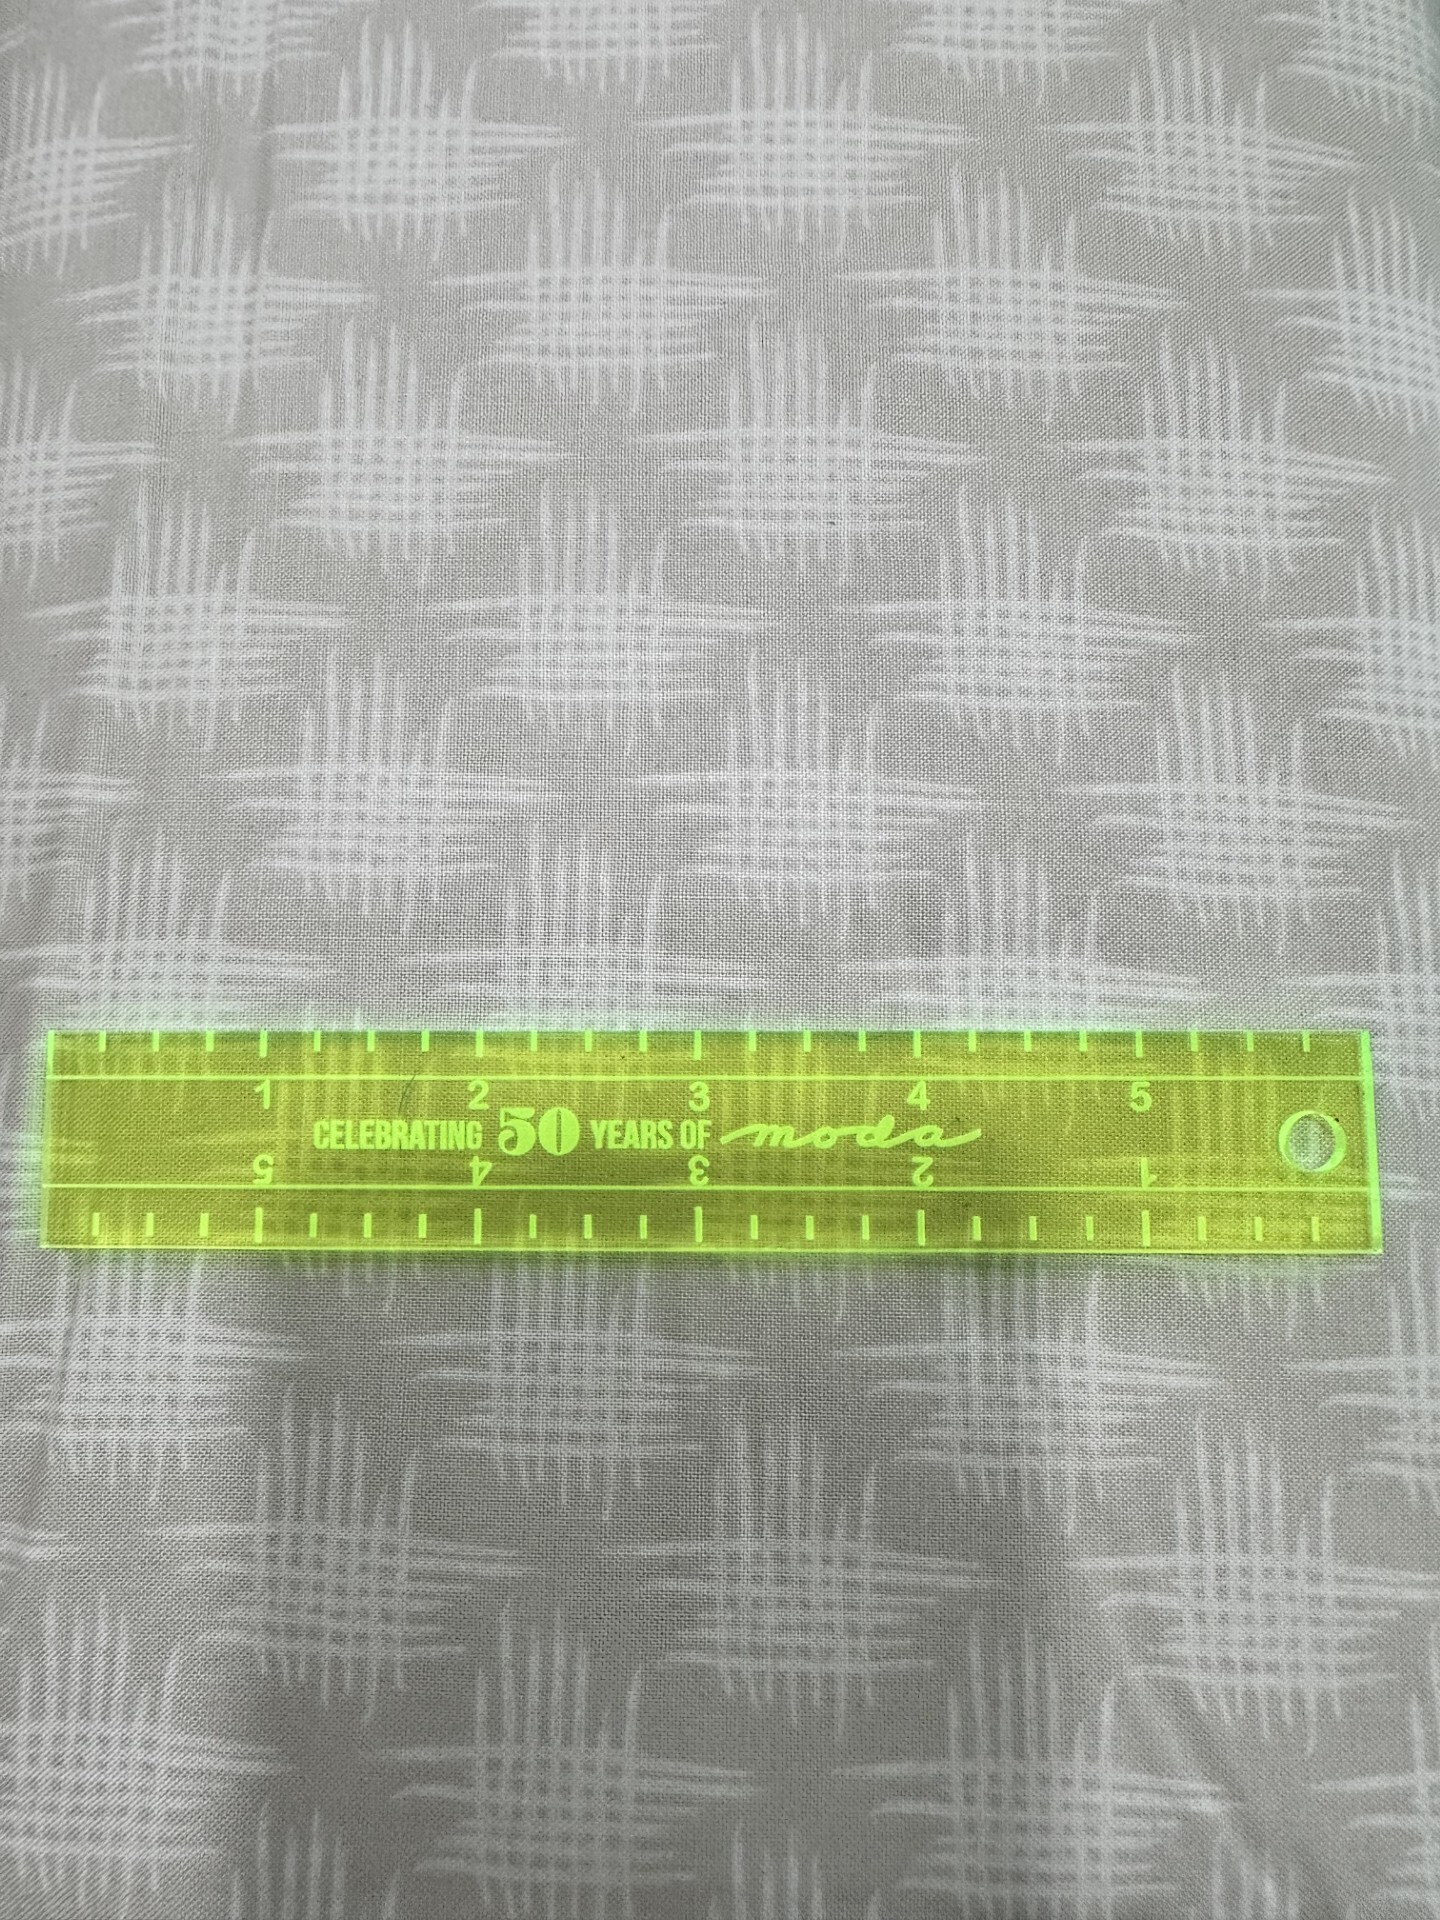 1 2 3 4 5
CELEBRATING 50 YEARS OF moda
5 4 3 2 1